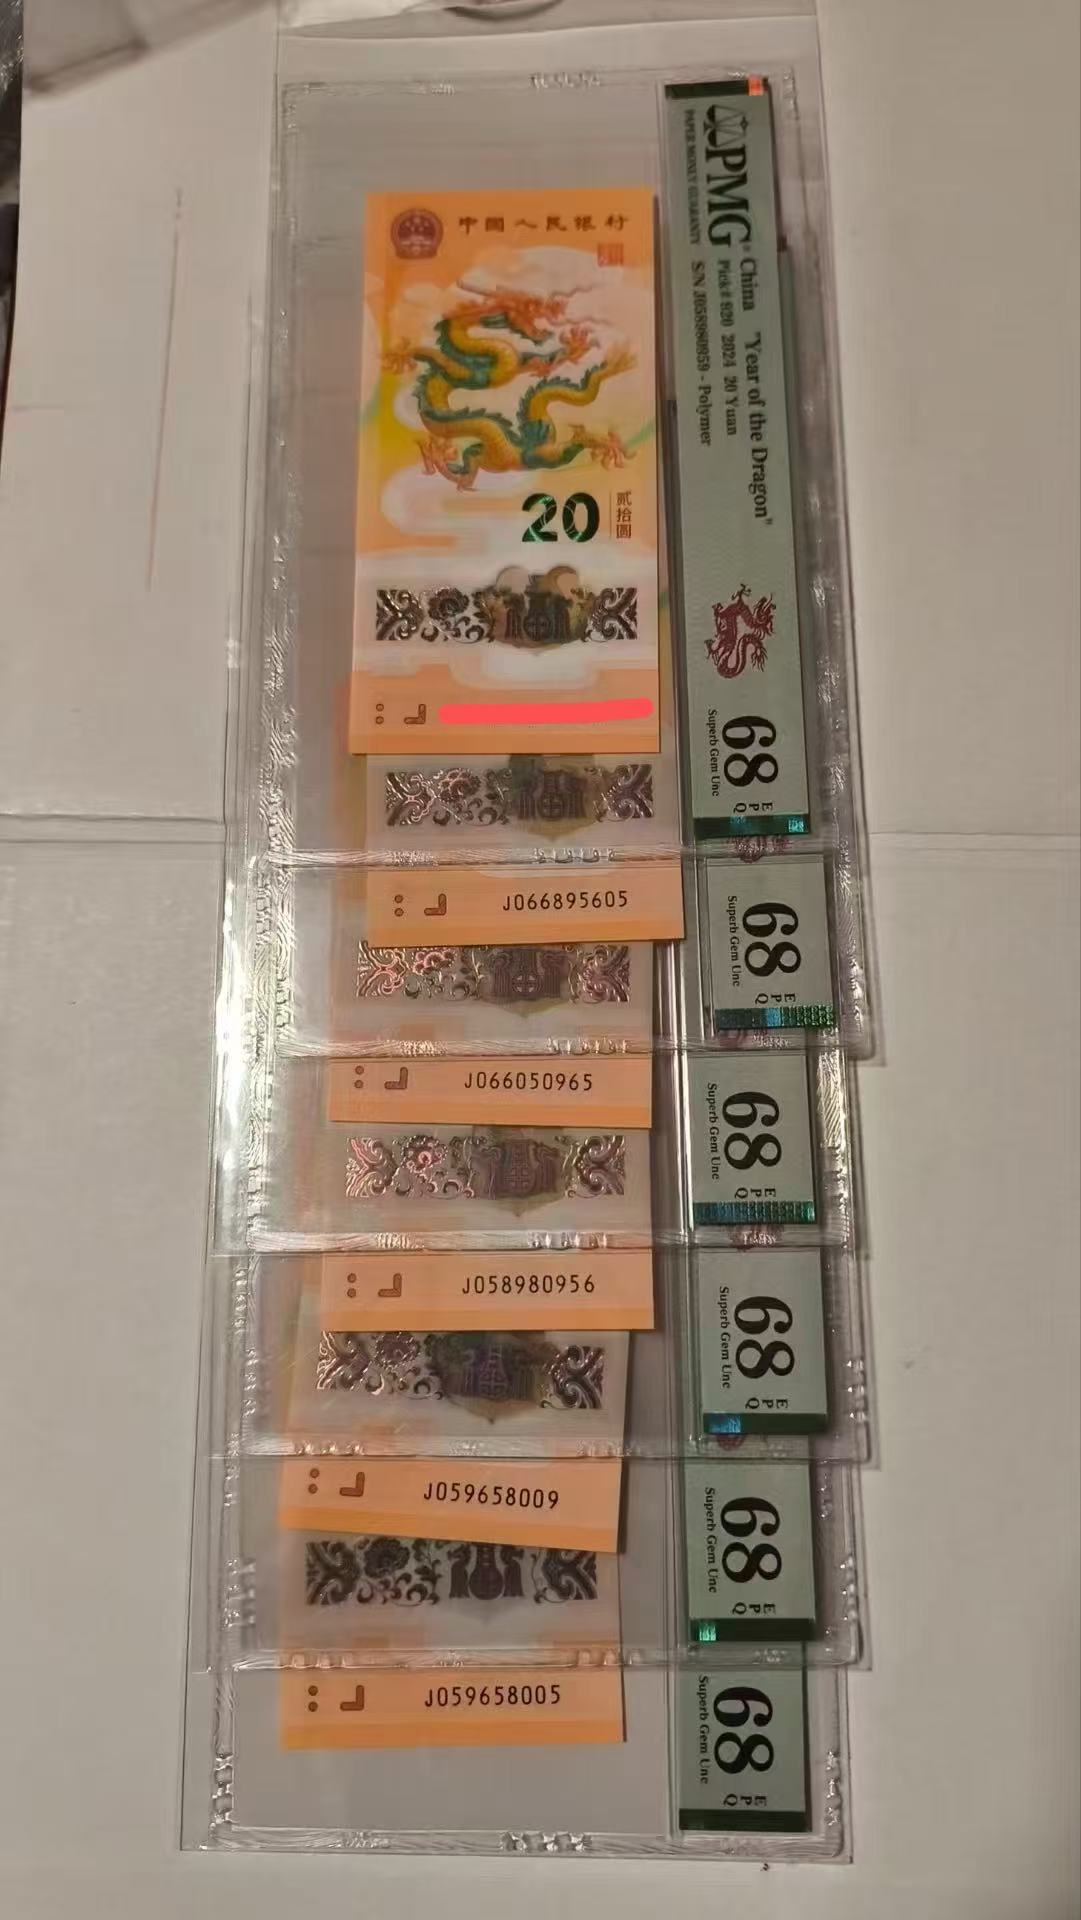 中国人民银行
20
贰拾圆
PMG
PAPER MONEY GUARANTY
China "Year of the Dragon"
Pick# 920 2024 20 Yuan
S/N J058980959 - Polymer
68
Superb Gem Unc
EPQ
J066895605
68
Superb Gem Unc
EPQ
J066050965
68
Superb Gem Unc
EPQ
J058980956
68
Superb Gem Unc
EPQ
J059658009
68
Superb Gem Unc
EPQ
J059658005
68
Superb Gem Unc
EPQ